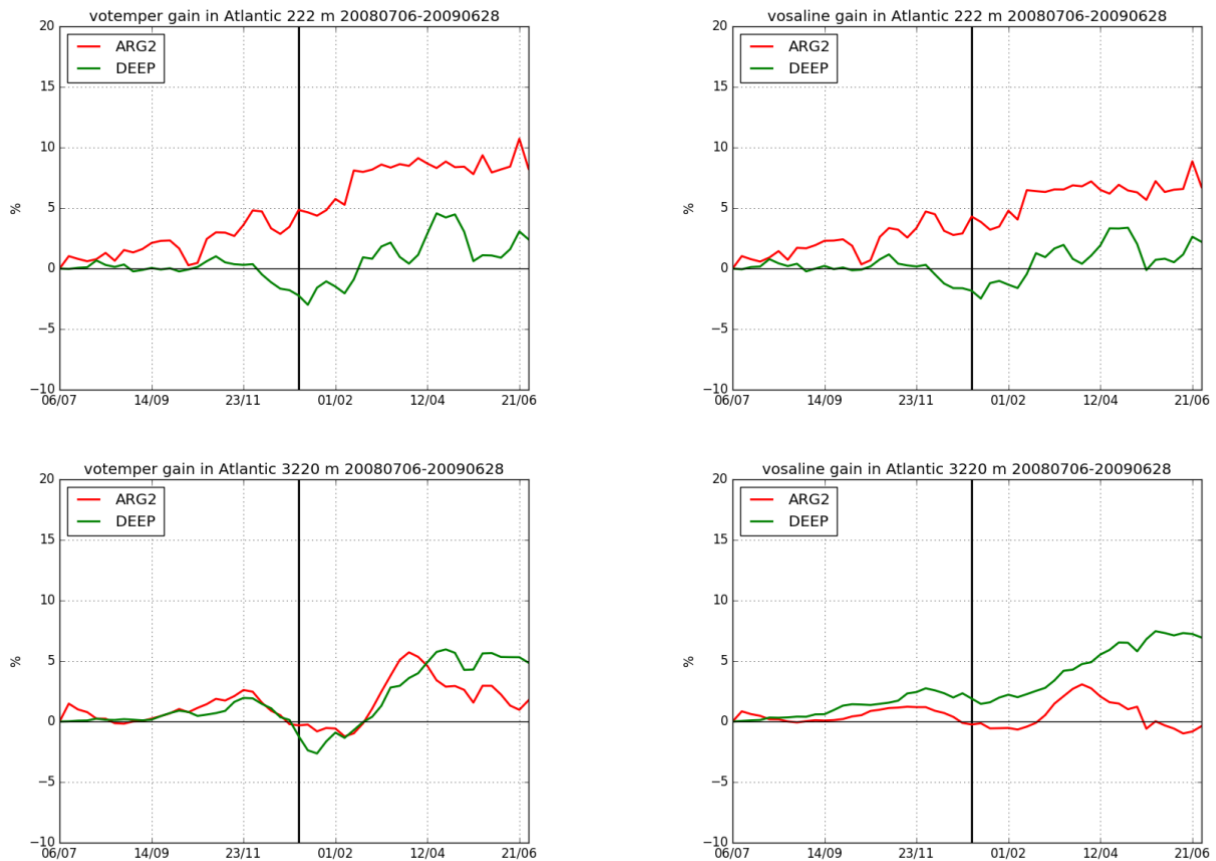 votemper gain in Atlantic 222 m 20080706-20090628
20
15
10
5
0
−5
−10
%
ARG2
DEEP
06/07 14/09 23/11 01/02 12/04 21/06
vosaline gain in Atlantic 222 m 20080706-20090628
20
15
10
5
0
−5
−10
%
ARG2
DEEP
06/07 14/09 23/11 01/02 12/04 21/06
votemper gain in Atlantic 3220 m 20080706-20090628
20
15
10
5
0
−5
−10
%
ARG2
DEEP
06/07 14/09 23/11 01/02 12/04 21/06
vosaline gain in Atlantic 3220 m 20080706-20090628
20
15
10
5
0
−5
−10
%
ARG2
DEEP
06/07 14/09 23/11 01/02 12/04 21/06